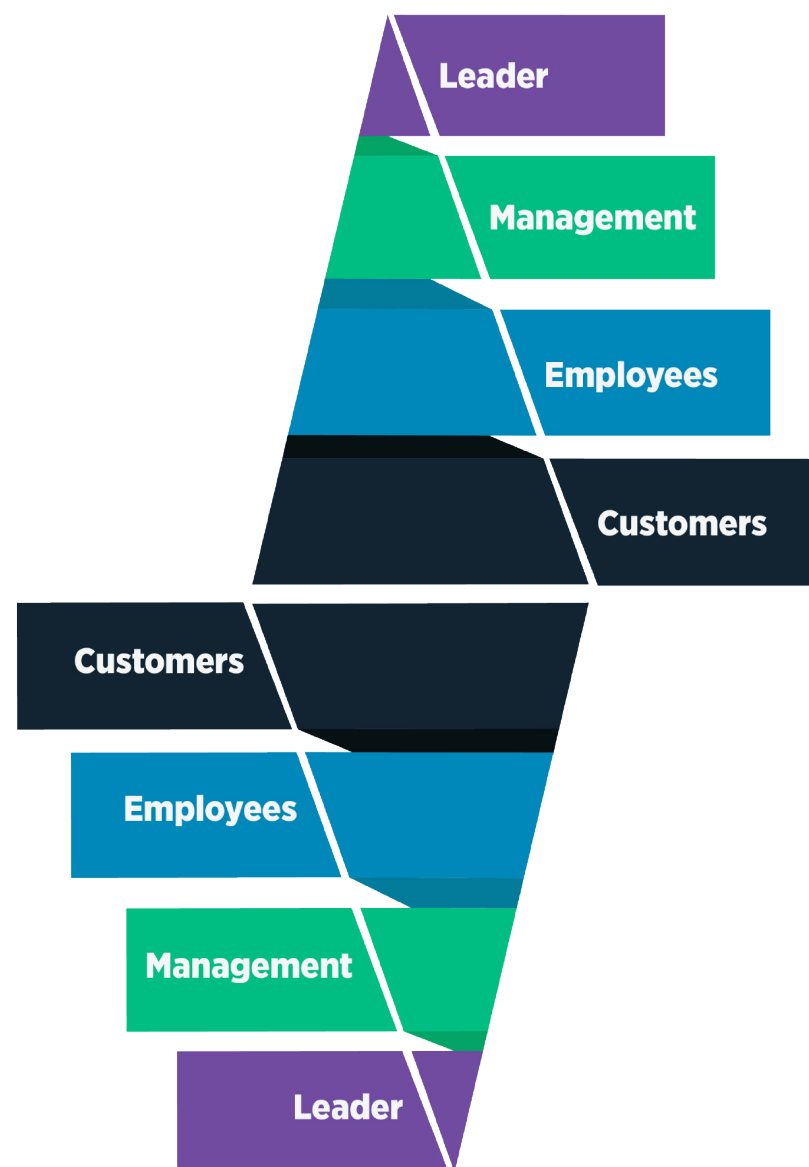 Leader
Management
Employees
Customers
Customers
Employees
Management
Leader